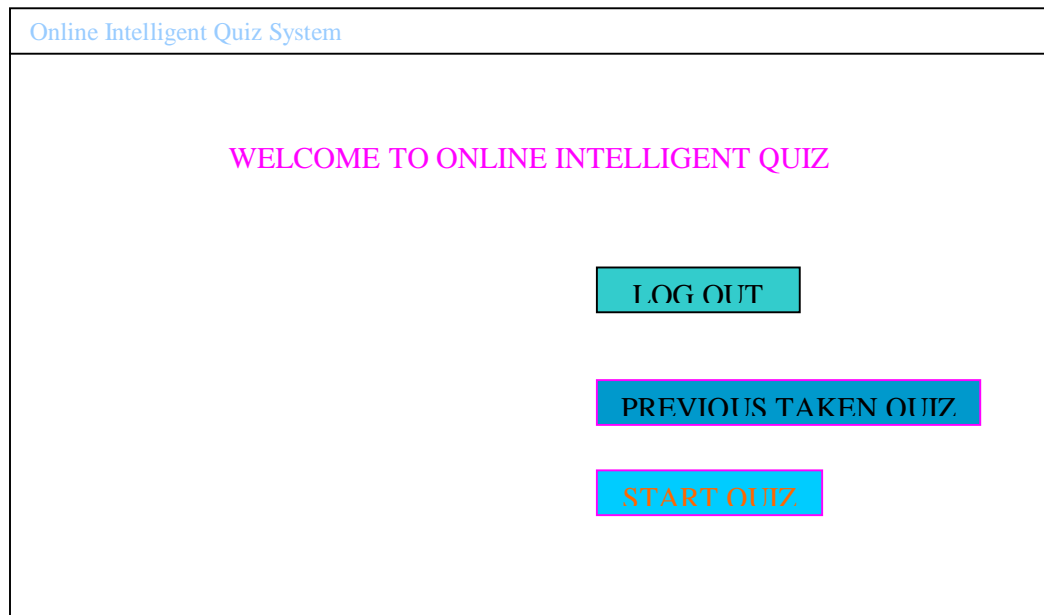 Online Intelligent Quiz System
WELCOME TO ONLINE INTELLIGENT QUIZ
LOG OUT
PREVIOUS TAKEN QUIZ
START QUIZ